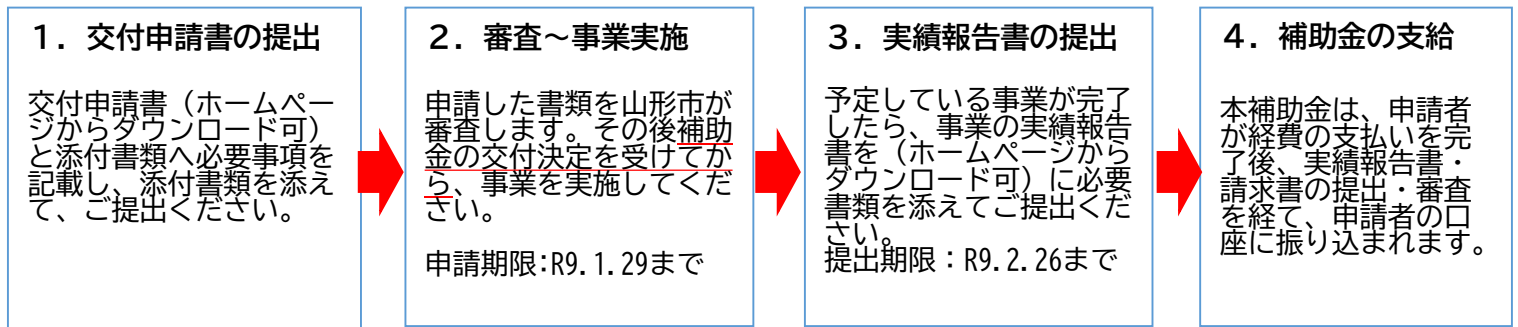 １．交付申請書の提出
交付申請書（ホームペー
ジからダウンロード可）
と添付書類へ必要事項を
記載し、添付書類を添え
て、ご提出ください。
２．審査～事業実施
申請した書類を山形市が
審査します。その後補助
金の交付決定を受けてか
ら、事業を実施してくだ
さい。
申請期限:R9.1.29まで
３．実績報告書の提出
予定している事業が完了
したら、事業の実績報告
書を（ホームページから
ダウンロード可）に必要
書類を添えてご提出くだ
さい。
提出期限：R9.2.26まで
４．補助金の支給
本補助金は、申請者
が経費の支払いを完
了後、実績報告書・
請求書の提出・審査
を経て、申請者の口
座に振り込まれます。